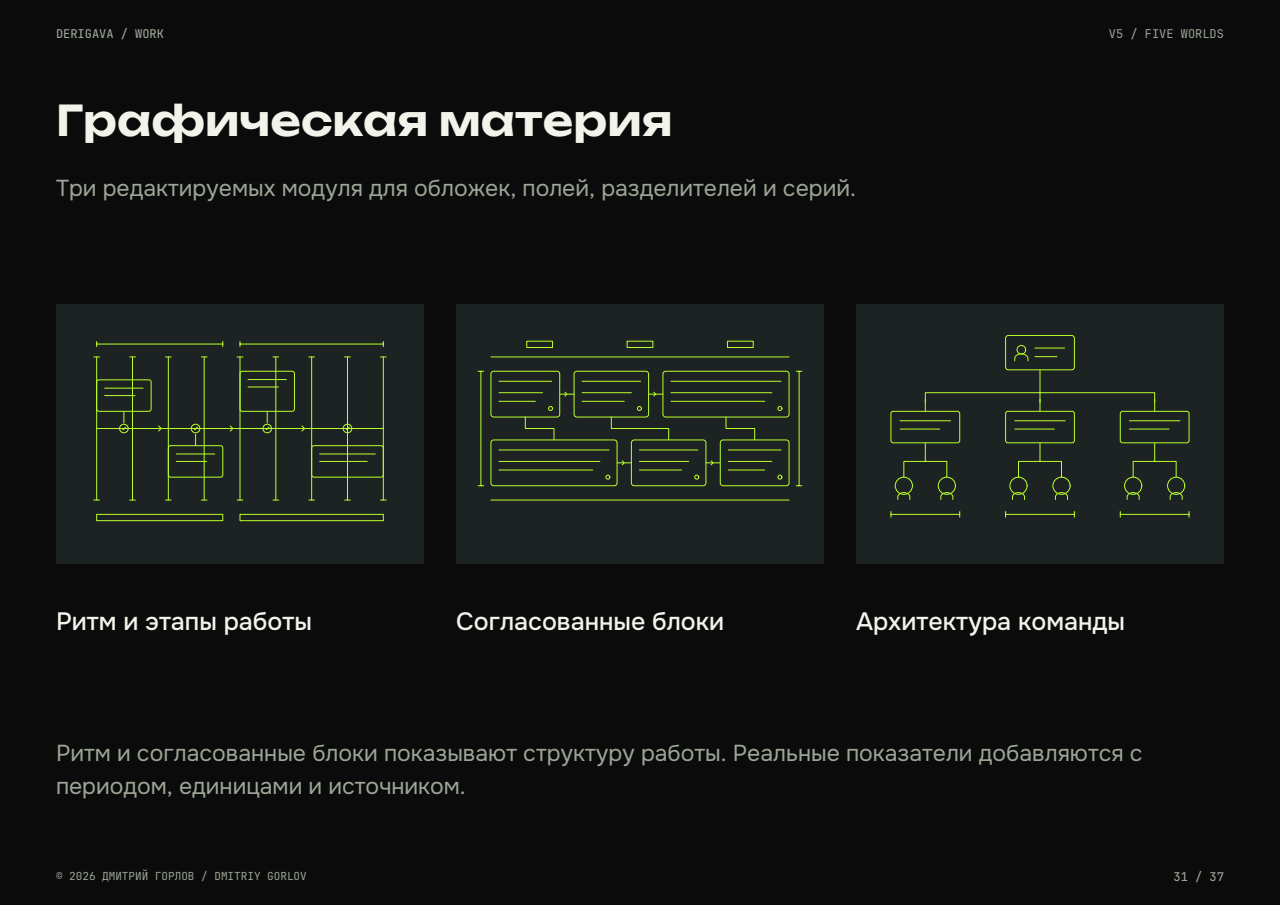 DERIGAVA / WORK
V5 / FIVE WORLDS
Графическая материя
Три редактируемых модуля для обложек, полей, разделителей и серий.
Ритм и этапы работы
Согласованные блоки
Архитектура команды
Ритм и согласованные блоки показывают структуру работы. Реальные показатели добавляются с
периодом, единицами и источником.
© 2026 ДМИТРИЙ ГОРЛОВ / DMITRIY GORLOV
31 / 37